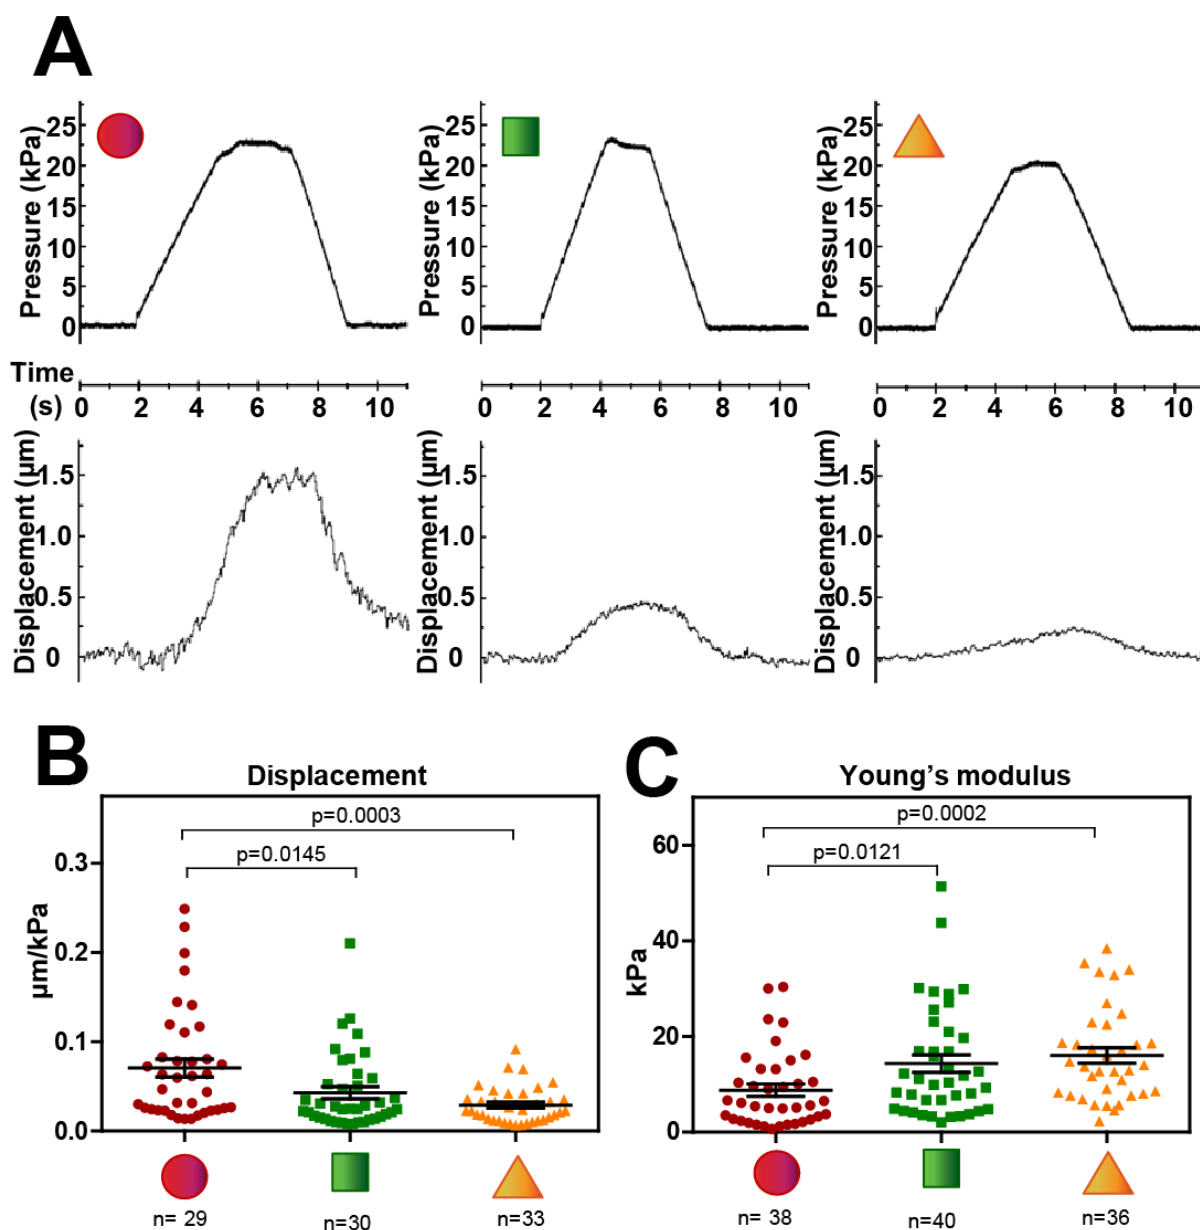 A
Pressure (kPa)
25
20
15
10
5
0
Pressure (kPa)
25
20
15
10
5
0
Pressure (kPa)
25
20
15
10
5
0
Time
(s)
0 2 4 6 8 10
0 2 4 6 8 10
0 2 4 6 8 10
Displacement (µm)
1.5
1.0
0.5
0
Displacement (µm)
1.5
1.0
0.5
0
Displacement (µm)
1.5
1.0
0.5
0
B
Displacement
p=0.0003
p=0.0145
µm/kPa
0.3
0.2
0.1
0.0
n= 29
n=30
n=33
C
Young's modulus
p=0.0002
p=0.0121
kPa
60
40
20
0
n= 38
n=40
n=36